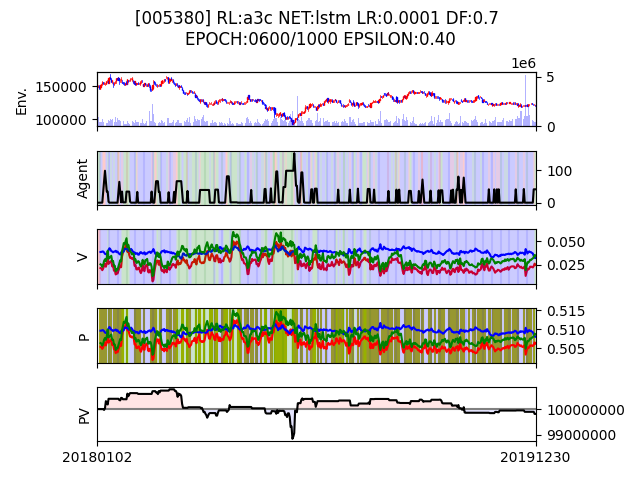 [005380] RL:a3c NET:lstm LR:0.0001 DF:0.7
EPOCH:0600/1000 EPSILON:0.40
1e6
Env.
150000
100000
5
0
Agent
100
0
V
0.050
0.025
P
0.515
0.510
0.505
PV
100000000
99000000
20180102
20191230